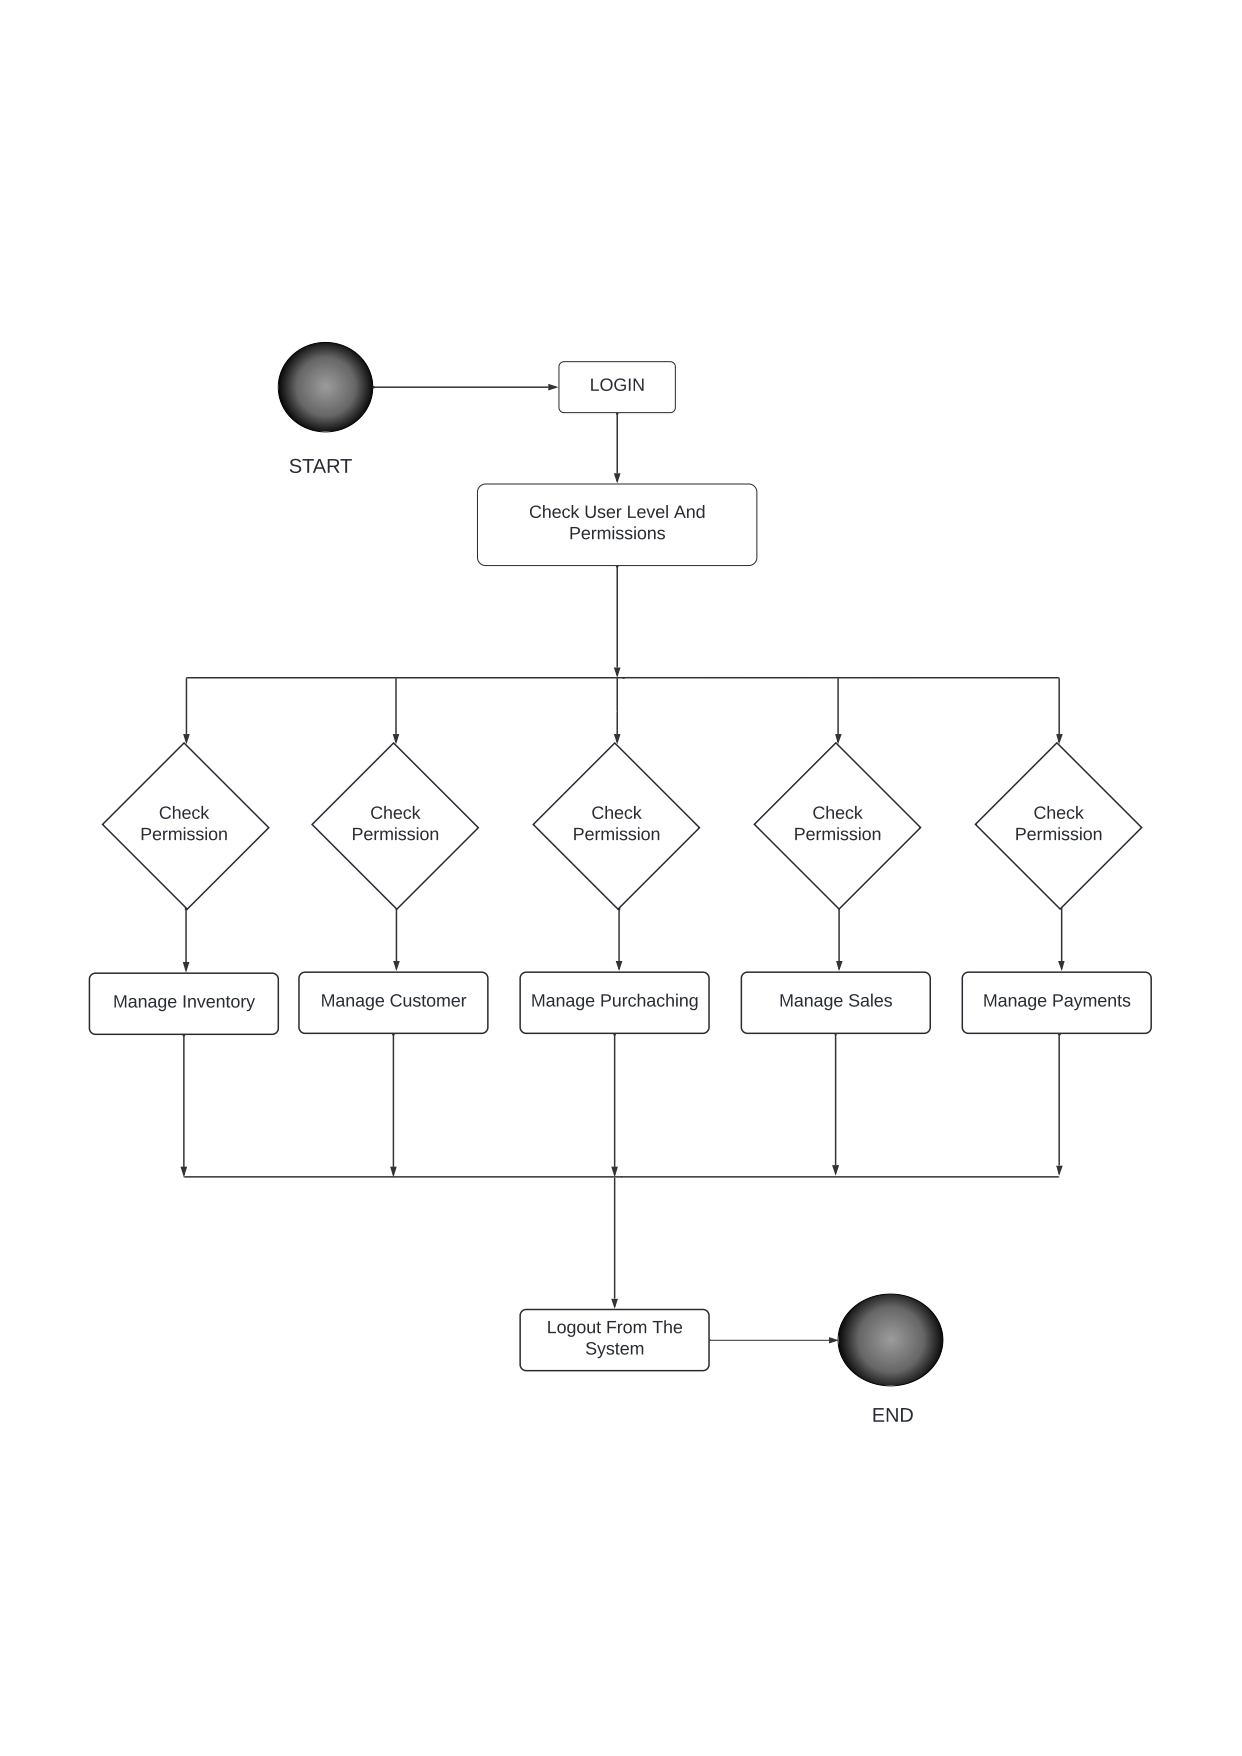 LOGIN
START
Check User Level And
Permissions
Check
Permission
Check
Permission
Check
Permission
Check
Permission
Check
Permission
Manage Inventory
Manage Customer
Manage Purchaching
Manage Sales
Manage Payments
Logout From The
System
END